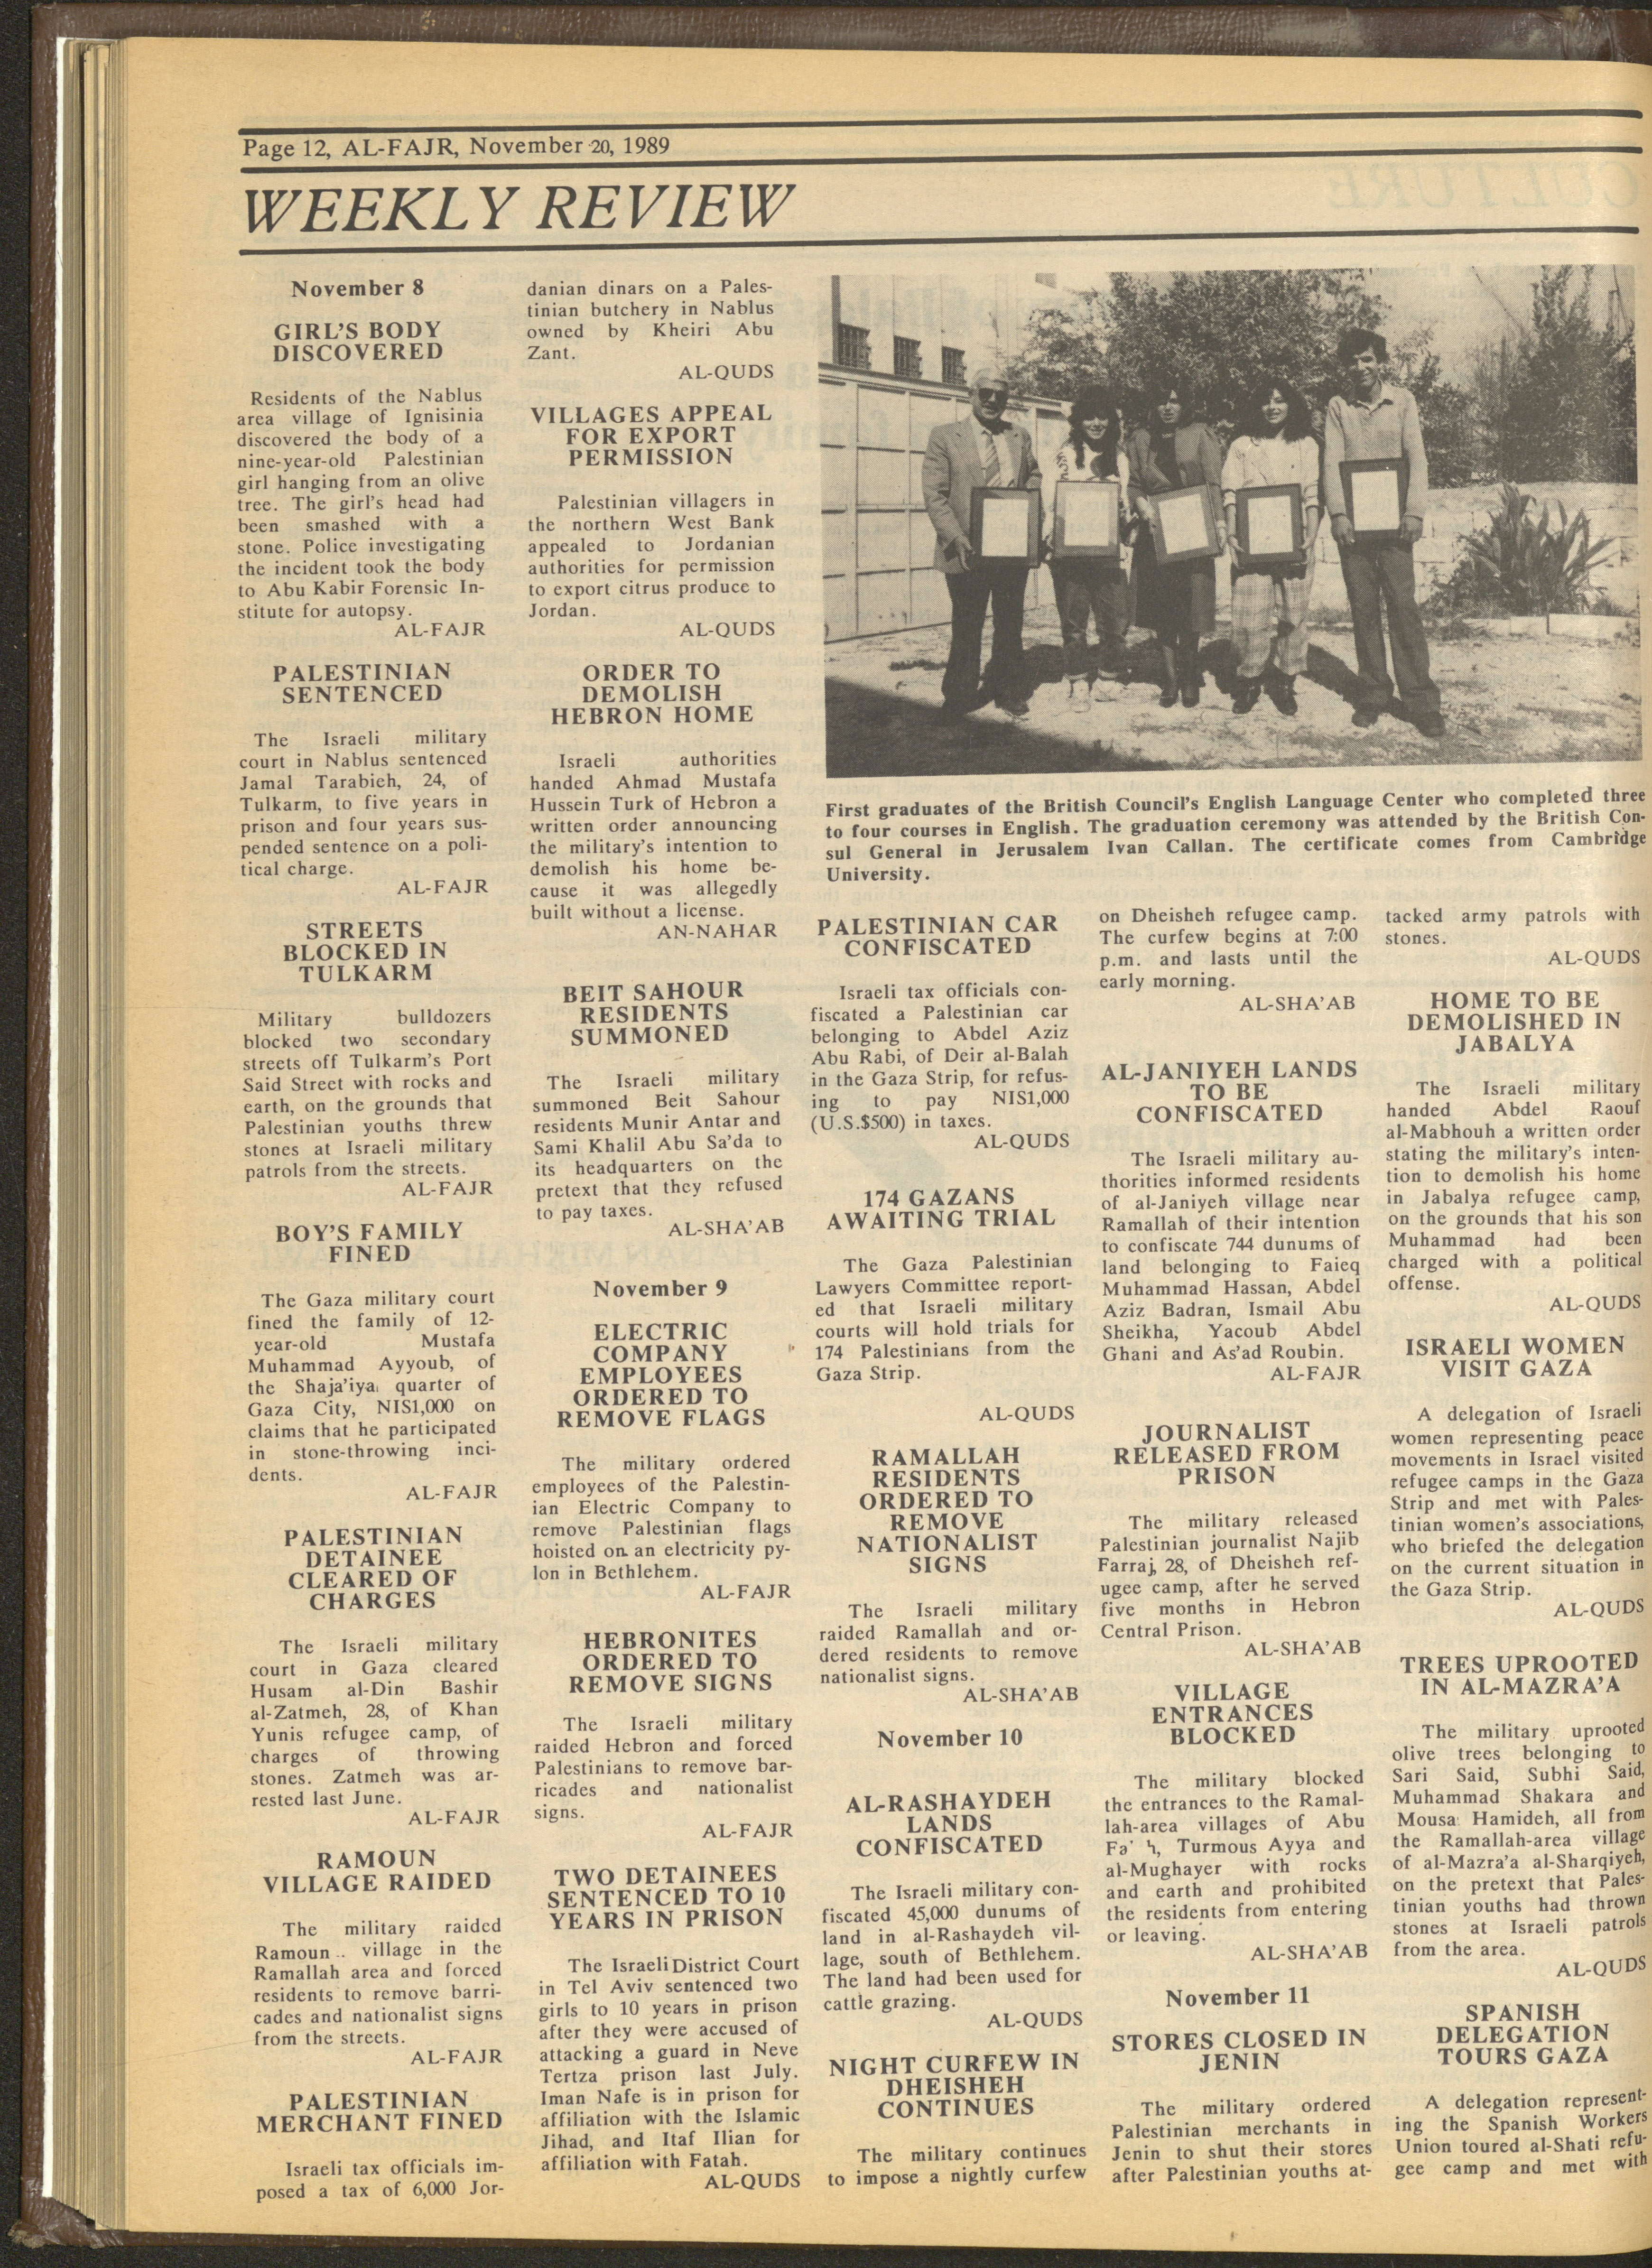 Page 12, AL-FAJR, November 20, 1989
WEEKLY REVIEW
November 8
GIRL'S BODY
DISCOVERED
Residents of the Nablus
area village of Ignisinia
discovered the body of a
nine-year-old Palestinian
girl hanging from an olive
tree. The girl's head had
been smashed with a
stone. Police investigating
the incident took the body
to Abu Kabir Forensic In-
stitute for autopsy.
AL-FAJR
PALESTINIAN
SENTENCED
The Israeli military
court in Nablus sentenced
Jamal Tarabieh, 24, of
Tulkarm, to five years in
prison and four years sus-
pended sentence on a poli-
tical charge.
AL-FAJR
STREETS
BLOCKED IN
TULKARM
Military bulldozers
blocked two secondary
streets off Tulkarm's Port
Said Street with rocks and
earth, on the grounds that
Palestinian youths threw
stones at Israeli military
patrols from the streets.
AL-FAJR
BOY'S FAMILY
FINED
The Gaza military court
fined the family of 12-
year-old Mustafa
Muhammad Ayyoub, of
the Shaja'iya quarter of
Gaza City, NIS1,000 on
claims that he participated
in stone-throwing inci-
dents.
AL-FAJR
PALESTINIAN
DETAINEE
CLEARED OF
CHARGES
The Israeli military
court in Gaza cleared
Husam al-Din Bashir
al-Zatmeh, 28, of Khan
Yunis refugee camp, of
charges of throwing
stones. Zatmeh was ar-
rested last June.
AL-FAJR
RAMOUN
VILLAGE RAIDED
The military raided
Ramoun .. village in the
Ramallah area and forced
residents to remove barri-
cades and nationalist signs
from the streets.
AL-FAJR
PALESTINIAN
MERCHANT FINED
Israeli tax officials im-
posed a tax of 6,000 Jor-
danian dinars on a Pales-
tinian butchery in Nablus
owned by Kheiri Abu
Zant.
AL-QUDS
VILLAGES APPEAL
FOR EXPORT
PERMISSION
Palestinian villagers in
the northern West Bank
appealed to Jordanian
authorities for permission
to export citrus produce to
Jordan.
AL-QUDS
ORDER TO
DEMOLISH
HEBRON HOME
Israeli authorities
handed Ahmad Mustafa
Hussein Turk of Hebron a
written order announcing
the military's intention to
demolish his home be-
cause it was allegedly
built without a license.
AN-NAHAR
BEIT SAHOUR
RESIDENTS
SUMMONED
The Israeli military
summoned Beit Sahour
residents Munir Antar and
Sami Khalil Abu Sa'da to
its headquarters on the
pretext that they refused
to pay taxes.
AL-SHA'AB
November 9
ELECTRIC
COMPANY
EMPLOYEES
ORDERED TO
REMOVE FLAGS
The military ordered
employees of the Palestin-
ian Electric Company to
remove Palestinian flags
hoisted on an electricity py-
lon in Bethlehem.
AL-FAJR
HEBRONITES
ORDERED TO
REMOVE SIGNS
The Israeli military
raided Hebron and forced
Palestinians to remove bar-
ricades and nationalist
signs.
AL-FAJR
TWO DETAINEES
SENTENCED TO 10
YEARS IN PRISON
The Israeli District Court
in Tel Aviv sentenced two
girls to 10 years in prison
after they were accused of
attacking a guard in Neve
Tertza prison last July.
Iman Nafe is in prison for
affiliation with the Islamic
Jihad, and Itaf Ilian for
affiliation with Fatah.
AL-QUDS
First graduates of the British Council's English Language Center who completed three
to four courses in English. The graduation ceremony was attended by the British Con-
sul General in Jerusalem Ivan Callan. The certificate comes from Cambridge
University.
PALESTINIAN CAR
CONFISCATED
Israeli tax officials con-
fiscated a Palestinian car
belonging to Abdel Aziz
Abu Rabi, of Deir al-Balah
in the Gaza Strip, for refus-
ing to pay NIS1,000
(U.S.$500) in taxes.
AL-QUDS
174 GAZANS
AWAITING TRIAL
The Gaza Palestinian
Lawyers Committee report-
ed that Israeli military
courts will hold trials for
174 Palestinians from the
Gaza Strip.
AL-QUDS
RAMALLAH
RESIDENTS
ORDERED TO
REMOVE
NATIONALIST
SIGNS
The Israeli military
raided Ramallah and or-
dered residents to remove
nationalist signs.
AL-SHA'AB
November 10
AL-RASHAYDEH
LANDS
CONFISCATED
The Israeli military con-
fiscated 45,000 dunums of
land in al-Rashaydeh vil-
lage, south of Bethlehem.
The land had been used for
cattle grazing.
AL-QUDS
NIGHT CURFEW IN
DHEISHEH
CONTINUES
The military continues
to impose a nightly curfew
on Dheisheh refugee camp.
The curfew begins at 7:00
p.m. and lasts until the
early morning.
AL-SHA'AB
AL-JANIYEH LANDS
TO BE
CONFISCATED
The Israeli military au-
thorities informed residents
of al-Janiyeh village near
Ramallah of their intention
to confiscate 744 dunums of
land belonging to Faieq
Muhammad Hassan, Abdel
Aziz Badran, Ismail Abu
Sheikha, Yacoub Abdel
Ghani and As'ad Roubin.
AL-FAJR
JOURNALIST
RELEASED FROM
PRISON
The military released
Palestinian journalist Najib
Farraj, 28, of Dheisheh ref-
ugee camp, after he served
five months in Hebron
Central Prison.
AL-SHA'AB
VILLAGE
ENTRANCES
BLOCKED
The military blocked
the entrances to the Ramal-
lah-area villages of Abu
Turmous Ayya and
al-Mughayer with rocks
and earth and prohibited
the residents from entering
or leaving.
AL-SHA'AB
November 11
STORES CLOSED IN
JENIN
The military ordered
Palestinian merchants in
Jenin to shut their stores
after Palestinian youths at-
tacked army patrols with
stones.
AL-QUDS
HOME TO BE
DEMOLISHED IN
JABALYA
The Israeli military
handed Abdel Raouf
al-Mabhouh a written order
stating the military's inten-
tion to demolish his home
in Jabalya refugee camp,
on the grounds that his son
Muhammad had been
charged with a political
offense.
AL-QUDS
ISRAELI WOMEN
VISIT GAZA
A delegation of Israeli
women representing peace
movements in Israel visited
refugee camps in the Gaza
Strip and met with Pales-
tinian women's associations,
who briefed the delegation
on the current situation in
the Gaza Strip.
AL-QUDS
TREES UPROOTED
IN AL-MAZRA'A
The military uprooted
olive trees belonging to
Sari Said, Subhi Said,
Muhammad Shakara and
Mousa Hamideh, all from
the Ramallah-area village
of al-Mazra'a al-Sharqiyeh,
on the pretext that Pales-
tinian youths had thrown
stones at Israeli patrols
from the area.
AL-QUDS
SPANISH
DELEGATION
TOURS GAZA
A delegation represent-
ing the Spanish Workers
Union toured al-Shati refu-
gee camp and met with